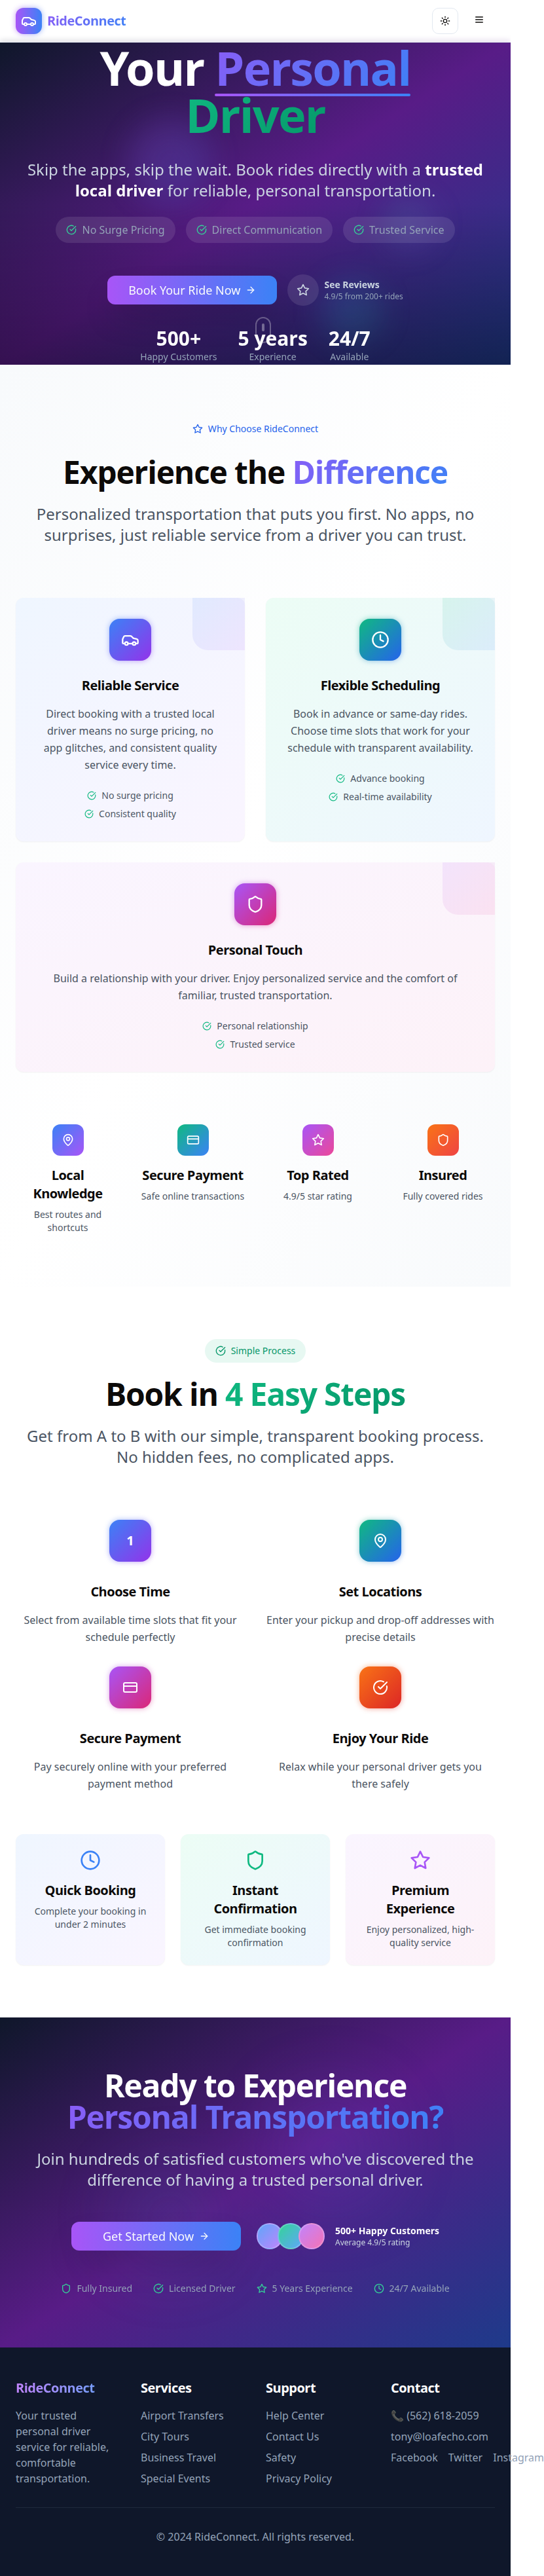 RideConnect
Your Personal
Driver
Skip the apps, skip the wait. Book rides directly with a trusted
local driver for reliable, personal transportation.
No Surge Pricing
Direct Communication
Trusted Service
Book Your Ride Now
See Reviews
4.9/5 from 200+ rides
500+
Happy Customers
5 years
Experience
24/7
Available
Why Choose RideConnect
Experience the Difference
Personalized transportation that puts you first. No apps, no
surprises, just reliable service from a driver you can trust.
Reliable Service
Direct booking with a trusted local
driver means no surge pricing, no
app glitches, and consistent quality
service every time.
No surge pricing
Consistent quality
Flexible Scheduling
Book in advance or same-day rides.
Choose time slots that work for your
schedule with transparent availability.
Advance booking
Real-time availability
Personal Touch
Build a relationship with your driver. Enjoy personalized service and the comfort of
familiar, trusted transportation.
Personal relationship
Trusted service
Local
Knowledge
Best routes and
shortcuts
Secure Payment
Safe online transactions
Top Rated
4.9/5 star rating
Insured
Fully covered rides
Simple Process
Book in 4 Easy Steps
Get from A to B with our simple, transparent booking process.
No hidden fees, no complicated apps.
1
Choose Time
Select from available time slots that fit your
schedule perfectly
Set Locations
Enter your pickup and drop-off addresses with
precise details
Secure Payment
Pay securely online with your preferred
payment method
Enjoy Your Ride
Relax while your personal driver gets you
there safely
Quick Booking
Complete your booking in
under 2 minutes
Instant
Confirmation
Get immediate booking
confirmation
Premium
Experience
Enjoy personalized, high-
quality service
Ready to Experience
Personal Transportation?
Join hundreds of satisfied customers who've discovered the
difference of having a trusted personal driver.
Get Started Now
500+ Happy Customers
Average 4.9/5 rating
Fully Insured
Licensed Driver
5 Years Experience
24/7 Available
RideConnect
Your trusted
personal driver
service for reliable,
comfortable
transportation.
Services
Airport Transfers
City Tours
Business Travel
Special Events
Support
Help Center
Contact Us
Safety
Privacy Policy
Contact
📞 (562) 618-2059
tony@loafecho.com
Facebook Twitter Instagram
© 2024 RideConnect. All rights reserved.